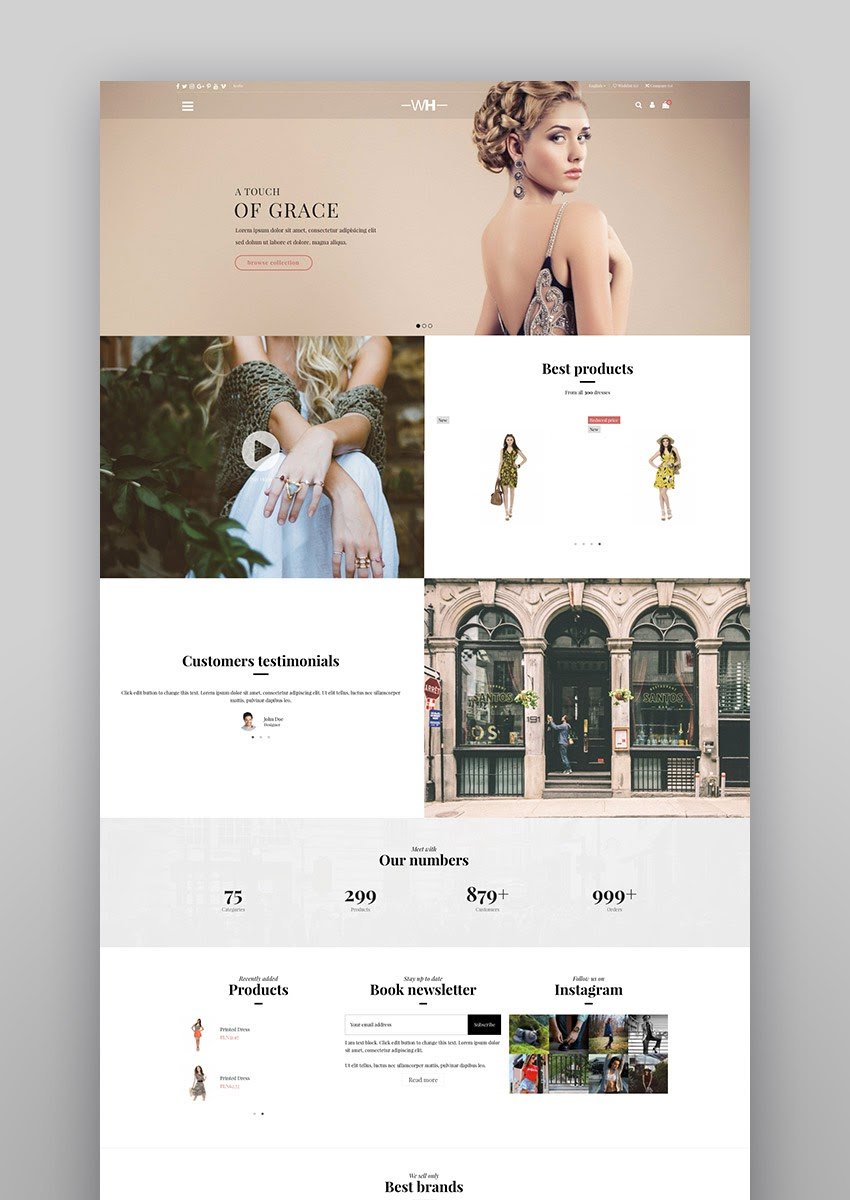 Hello
English
Wishlist (0)
Compare (0)
WH
A TOUCH
OF GRACE
Lorem ipsum dolor sit amet, consectetur adipisicing elit
sed dolum ut labore et dolore, magna aliqua.
browse collection
Best products
From all 300 dresses
New
Reduced price
New
Customers testimonials
Click edit button to change this text. Lorem ipsum dolor sit amet, consectetur adipiscing elit. Ut elit tellus, luctus nec ullamcorper
mattis, pulvinar dapibus leo.
John Doe
Designer
ARRÊT
SANTOS
SANTOS
OS
191
Meet with
Our numbers
75
299
879+
999+
Categories
Products
Customers
Orders
Recently added
Products
Printed Dress
Printed Dress
Stay up to date
Book newsletter
Your email address
Subscribe
I am text block. Click edit button to change this text. Lorem ipsum dolor
sit amet, consectetur adipiscing elit.
Ut elit tellus, luctus nec ullamcorper mattis, pulvinar dapibus leo.
Read more
Follow us on
Instagram
We sell only
Best brands